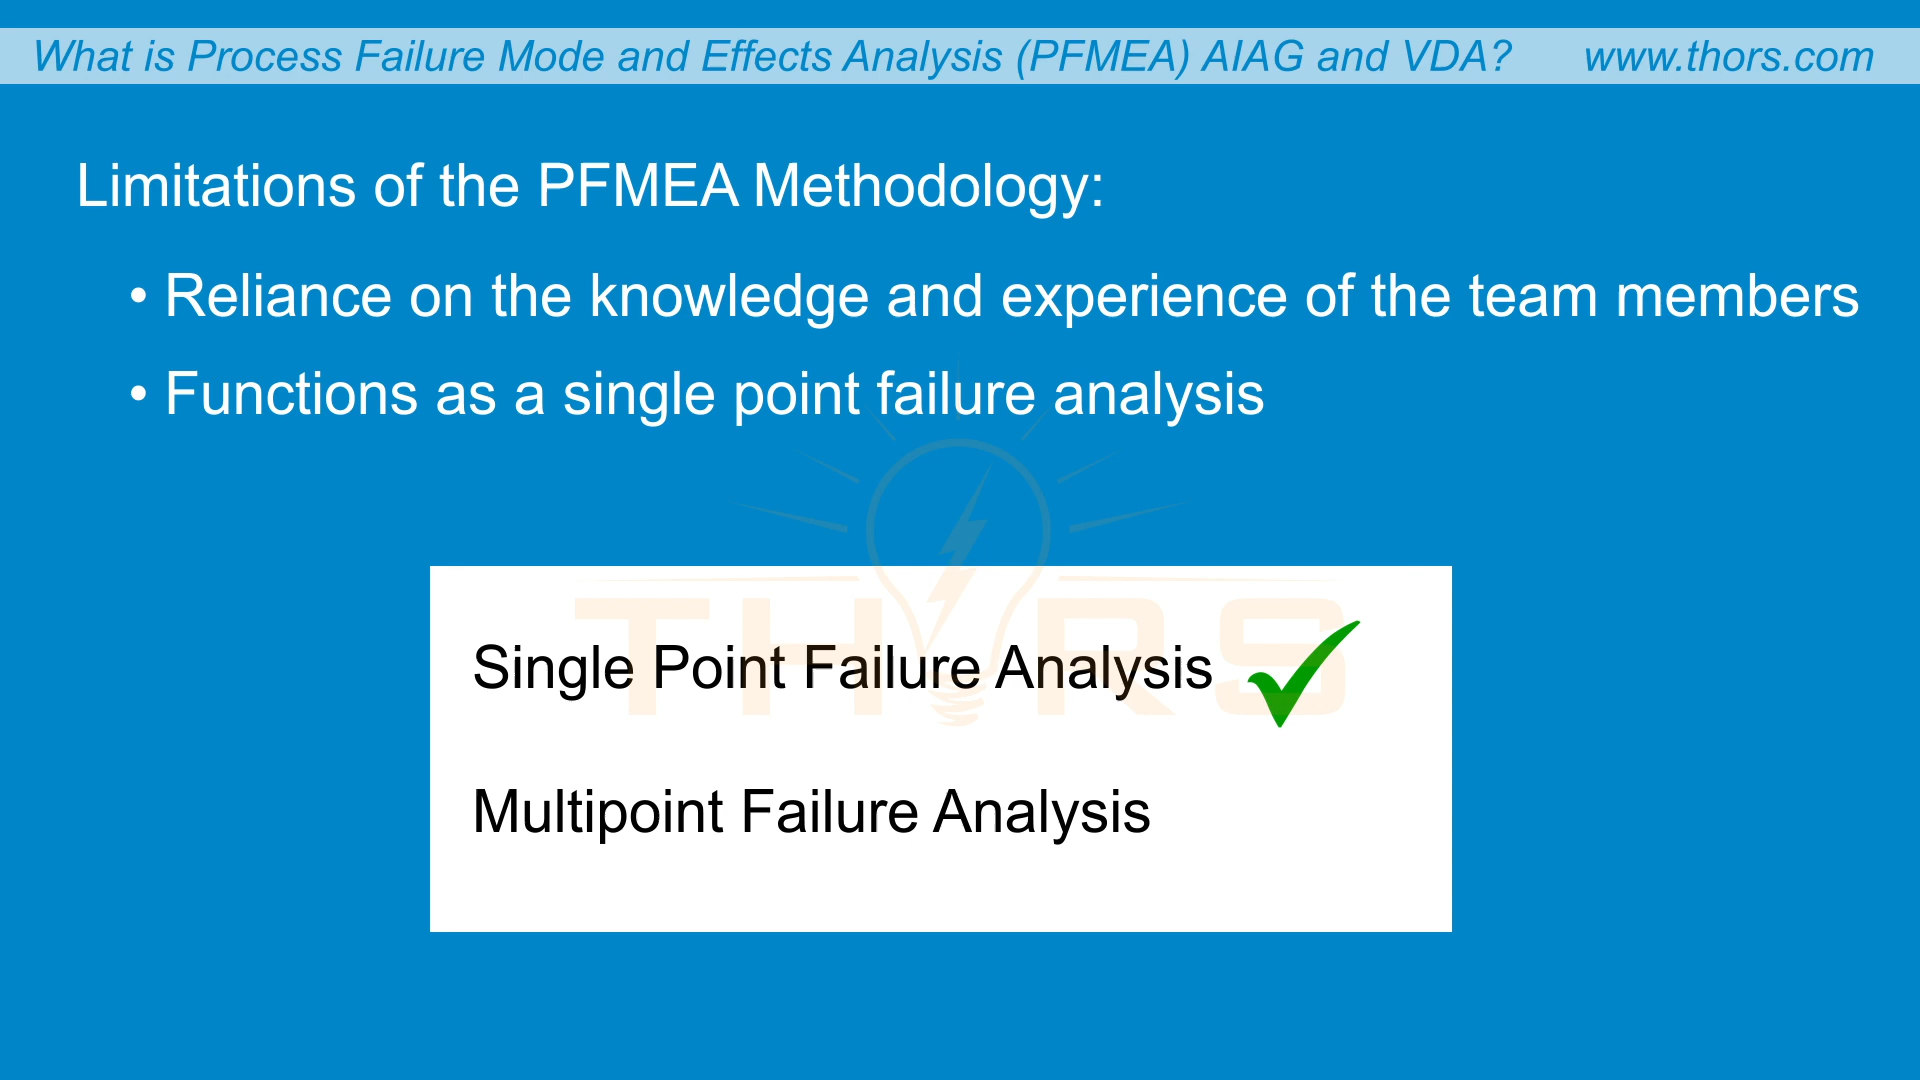 What is Process Failure Mode and Effects Analysis (PFMEA) AIAG and VDA? www.thors.com
Limitations of the PFMEA Methodology:
• Reliance on the knowledge and experience of the team members
• Functions as a single point failure analysis
THORS
Single Point Failure Analysis
Multipoint Failure Analysis